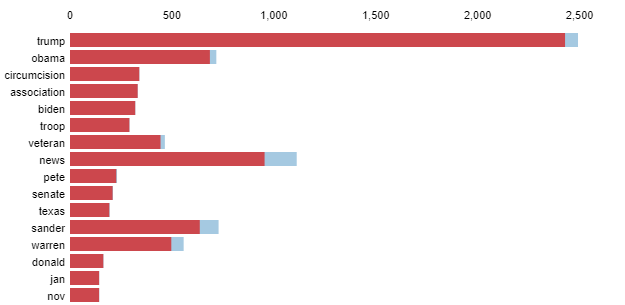 0 500 1,000 1,500 2,000 2,500
trump
obama
circumcision
association
biden
troop
veteran
news
pete
senate
texas
sander
warren
donald
jan
nov